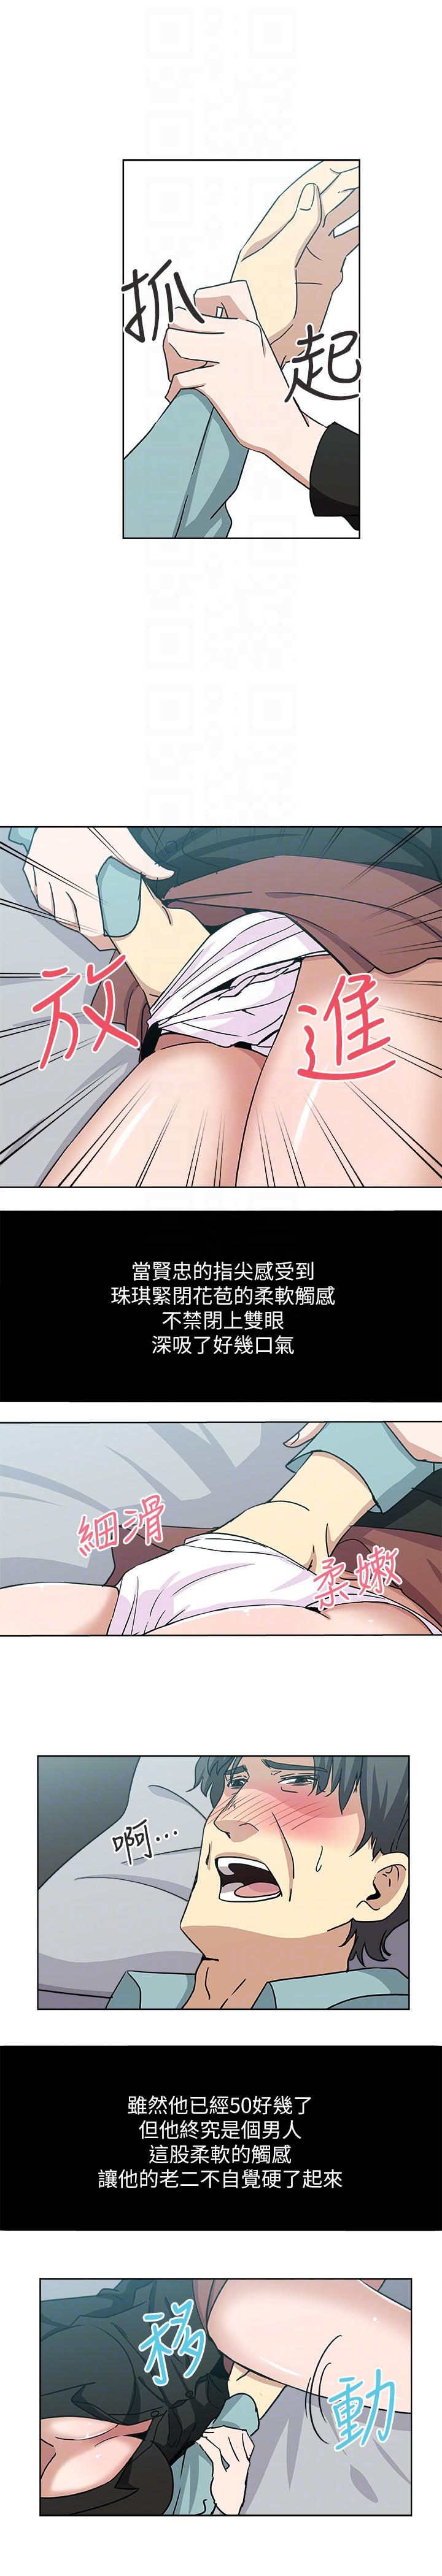 抓起
放進
當賢忠的指尖感受到
珠琪緊閉花苞的柔軟觸感
不禁閉上雙眼
深吸了好幾口氣
細滑
柔嫩
啊…
雖然他已經50好幾了
但他終究是個男人
這股柔軟的觸感
讓他的老二不自覺硬了起來
移動